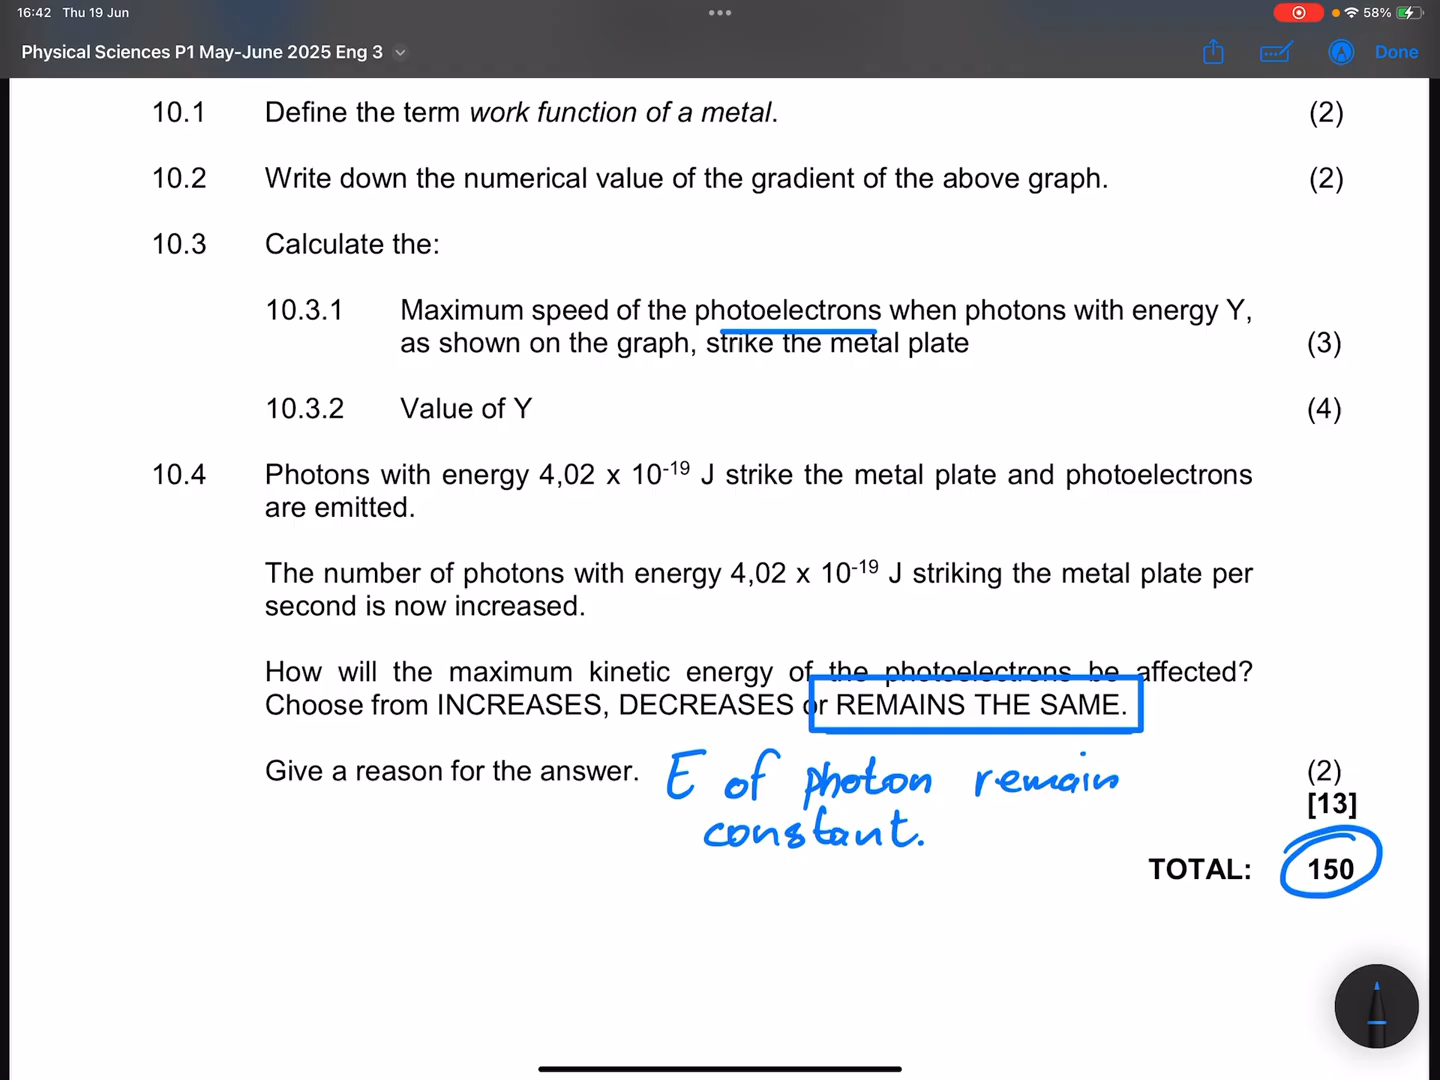 16:42 Thu 19 Jun
58%
Physical Sciences P1 May-June 2025 Eng 3
Done
10.1 Define the term work function of a metal. (2)
10.2 Write down the numerical value of the gradient of the above graph. (2)
10.3 Calculate the:
10.3.1 Maximum speed of the photoelectrons when photons with energy Y,
as shown on the graph, strike the metal plate (3)
10.3.2 Value of Y (4)
10.4 Photons with energy 4,02 x 10⁻¹⁹ J strike the metal plate and photoelectrons
are emitted.
The number of photons with energy 4,02 x 10⁻¹⁹ J striking the metal plate per
second is now increased.
How will the maximum kinetic energy of the photoelectrons be affected?
Choose from INCREASES, DECREASES or REMAINS THE SAME.
Give a reason for the answer. E of photon remain (2)
constant. [13]
TOTAL: 150